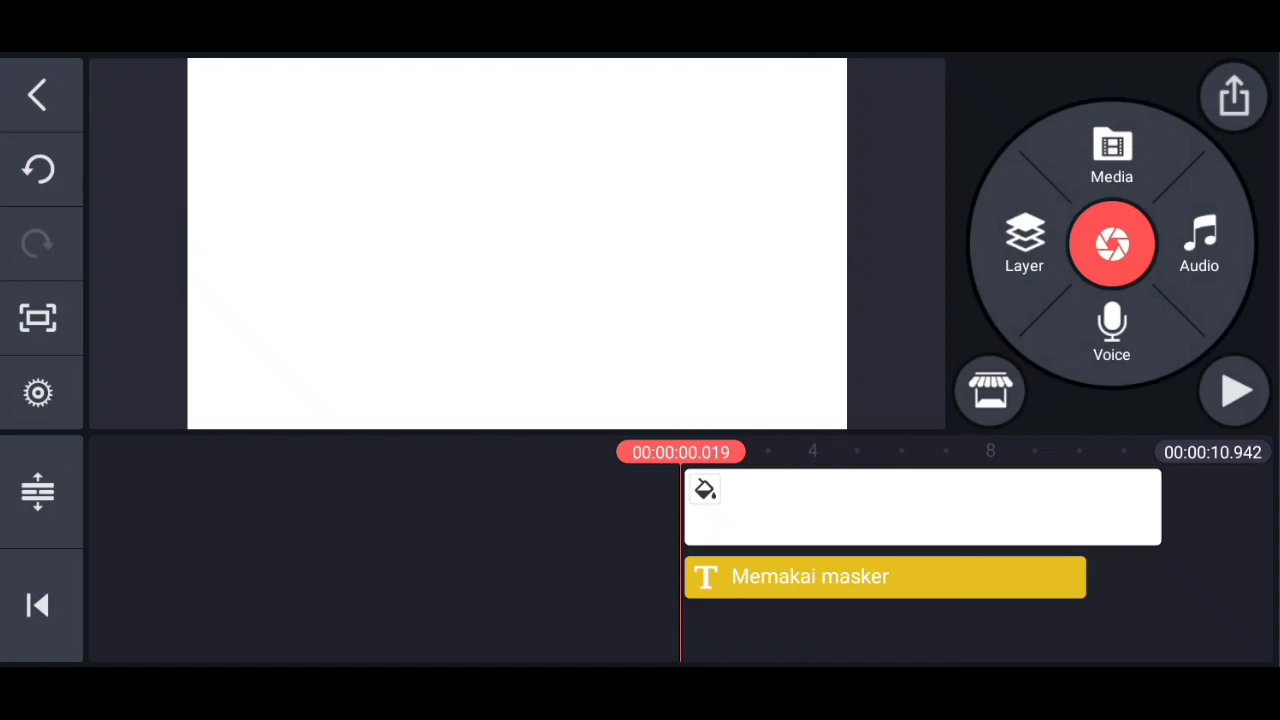 Media
Layer
Audio
Voice
00:00:00.019
4
8
00:00:10.942
T Memakai masker